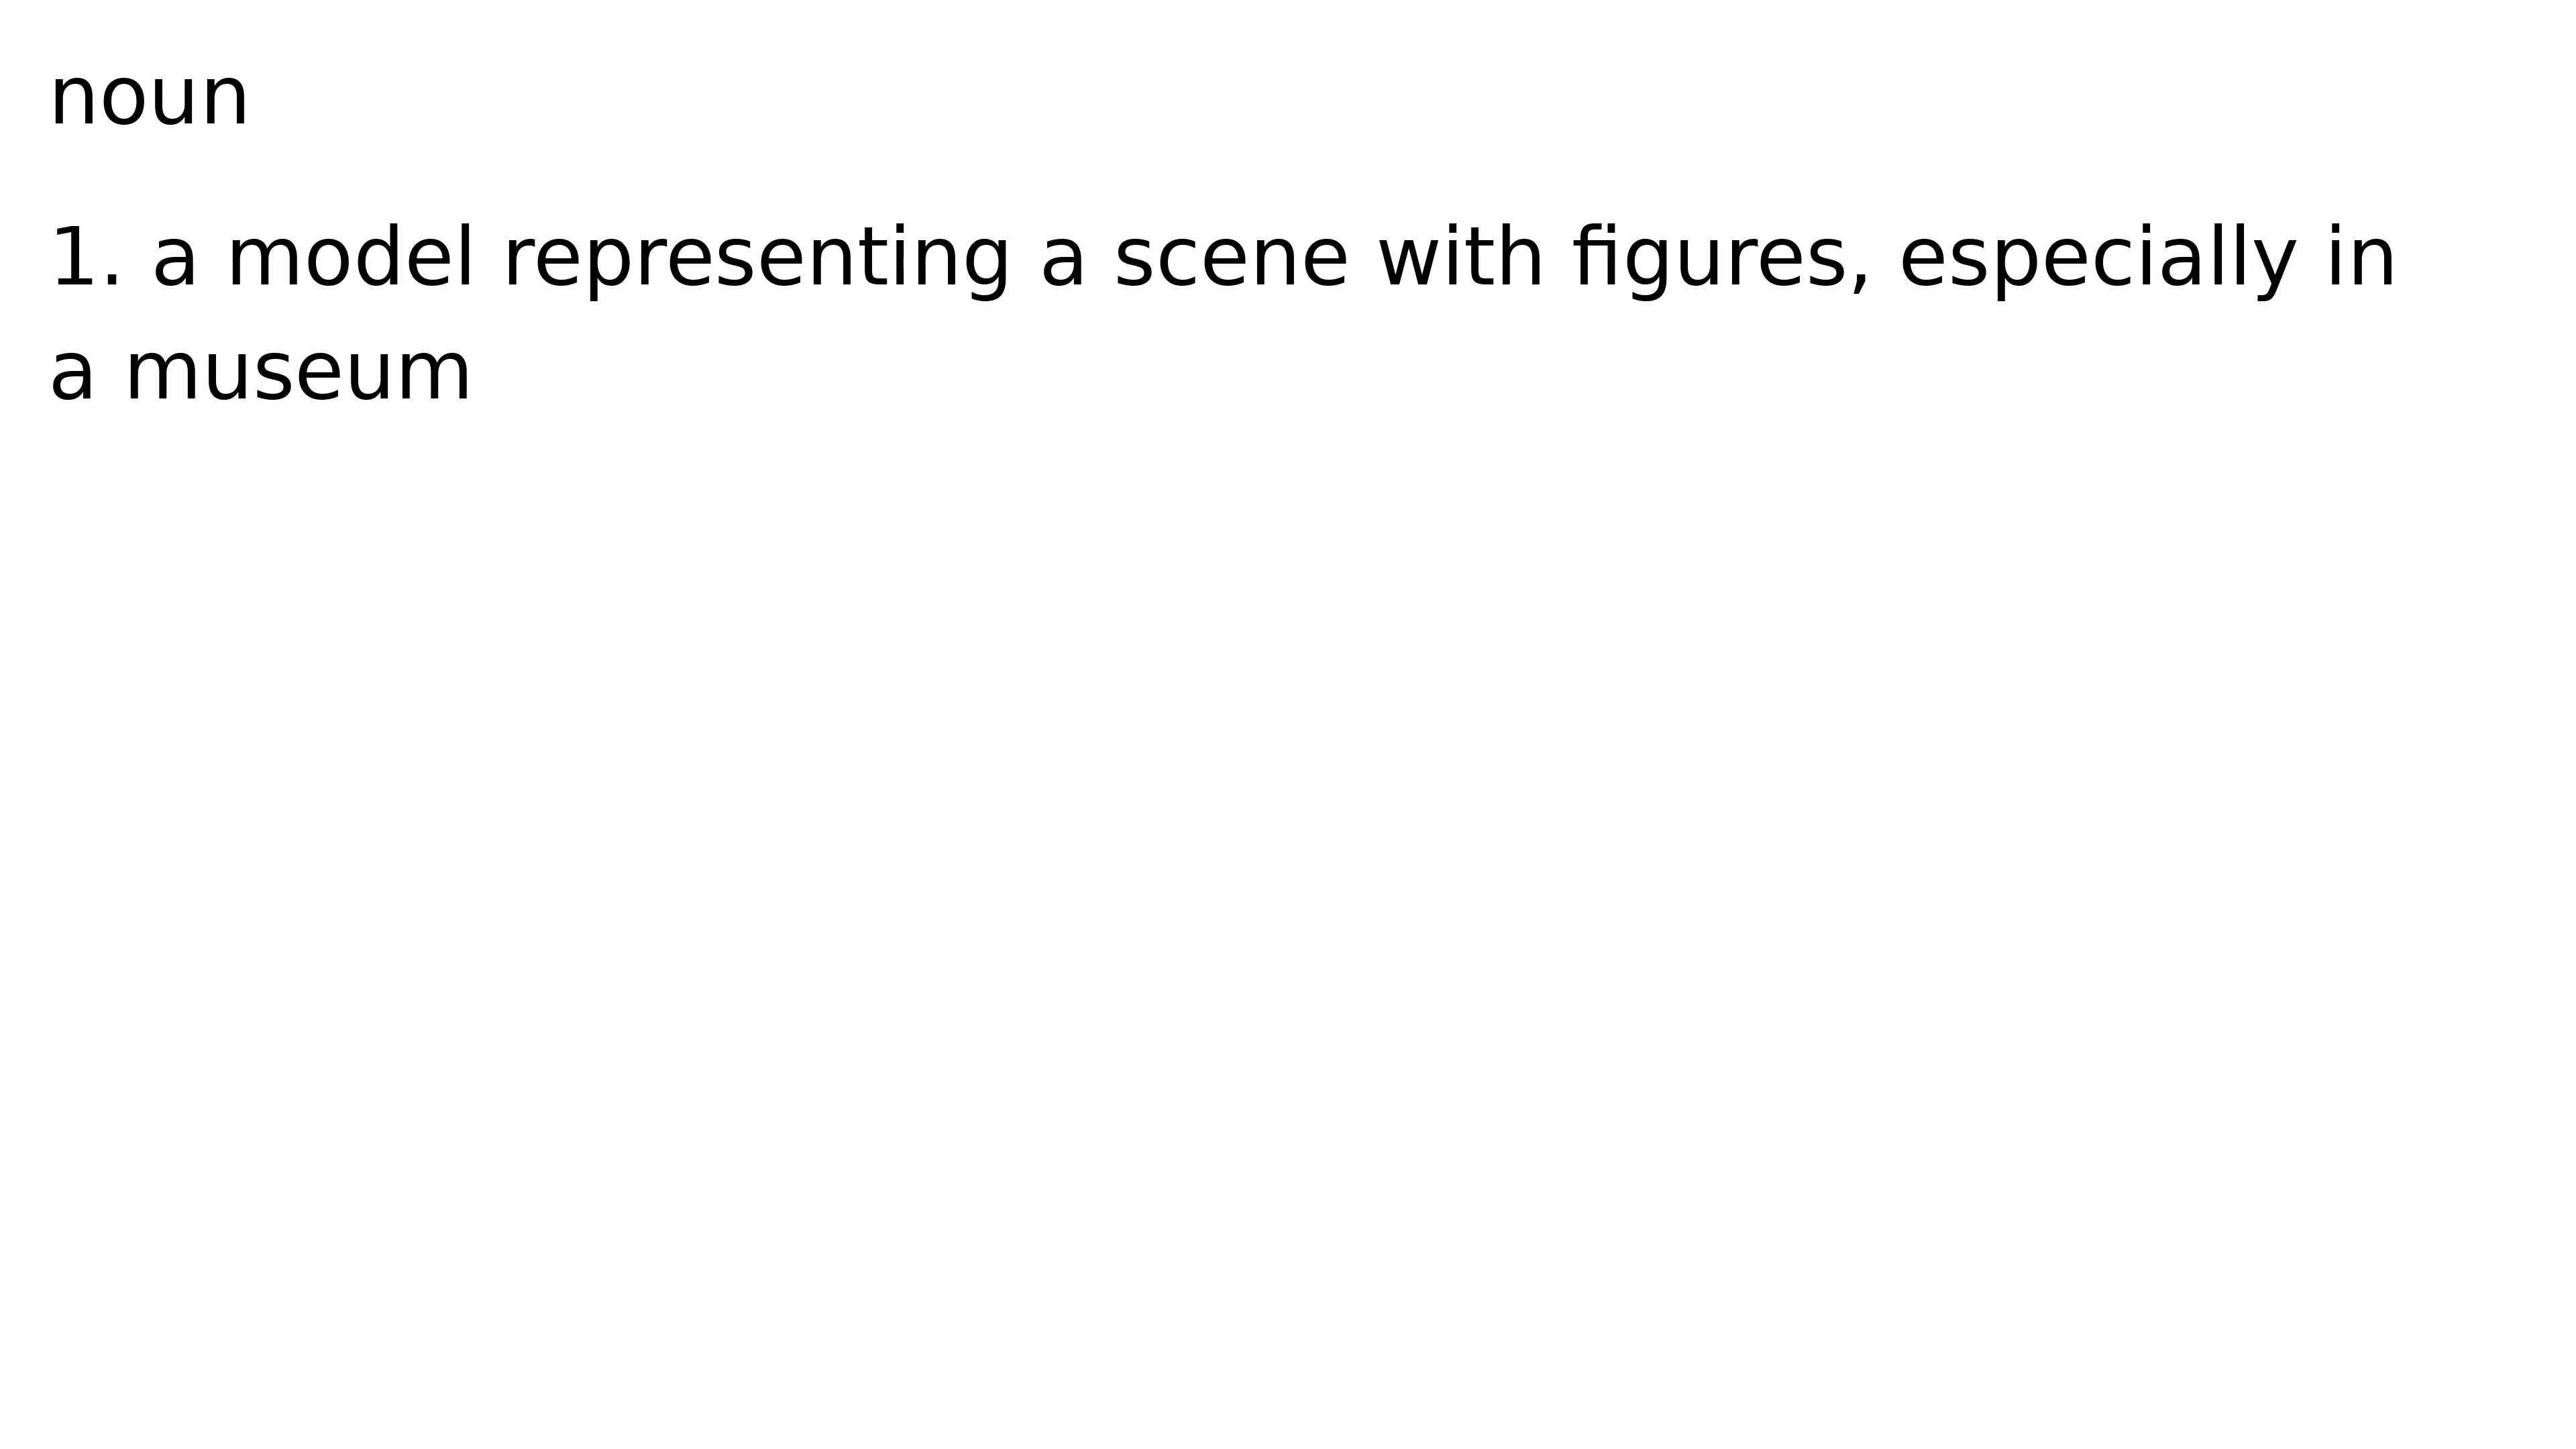 noun
1. a model representing a scene with figures, especially in
a museum